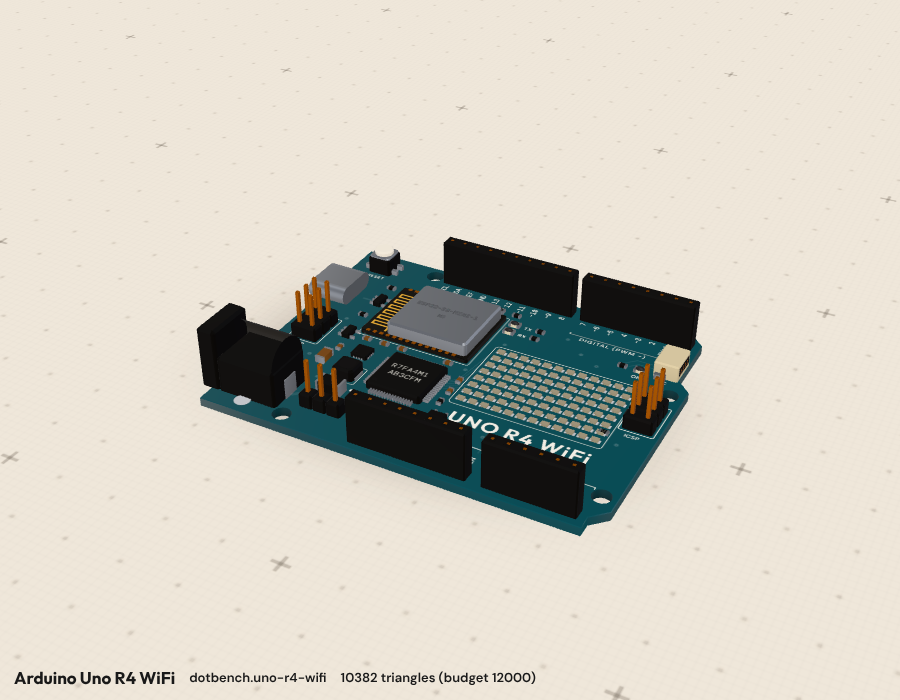 TX
DIGITAL (PWM ~)
R7FA4M1
AB3CFM
UNO R4 WiFi
ICSP
Arduino Uno R4 WiFi dotbench.uno-r4-wifi 10382 triangles (budget 12000)